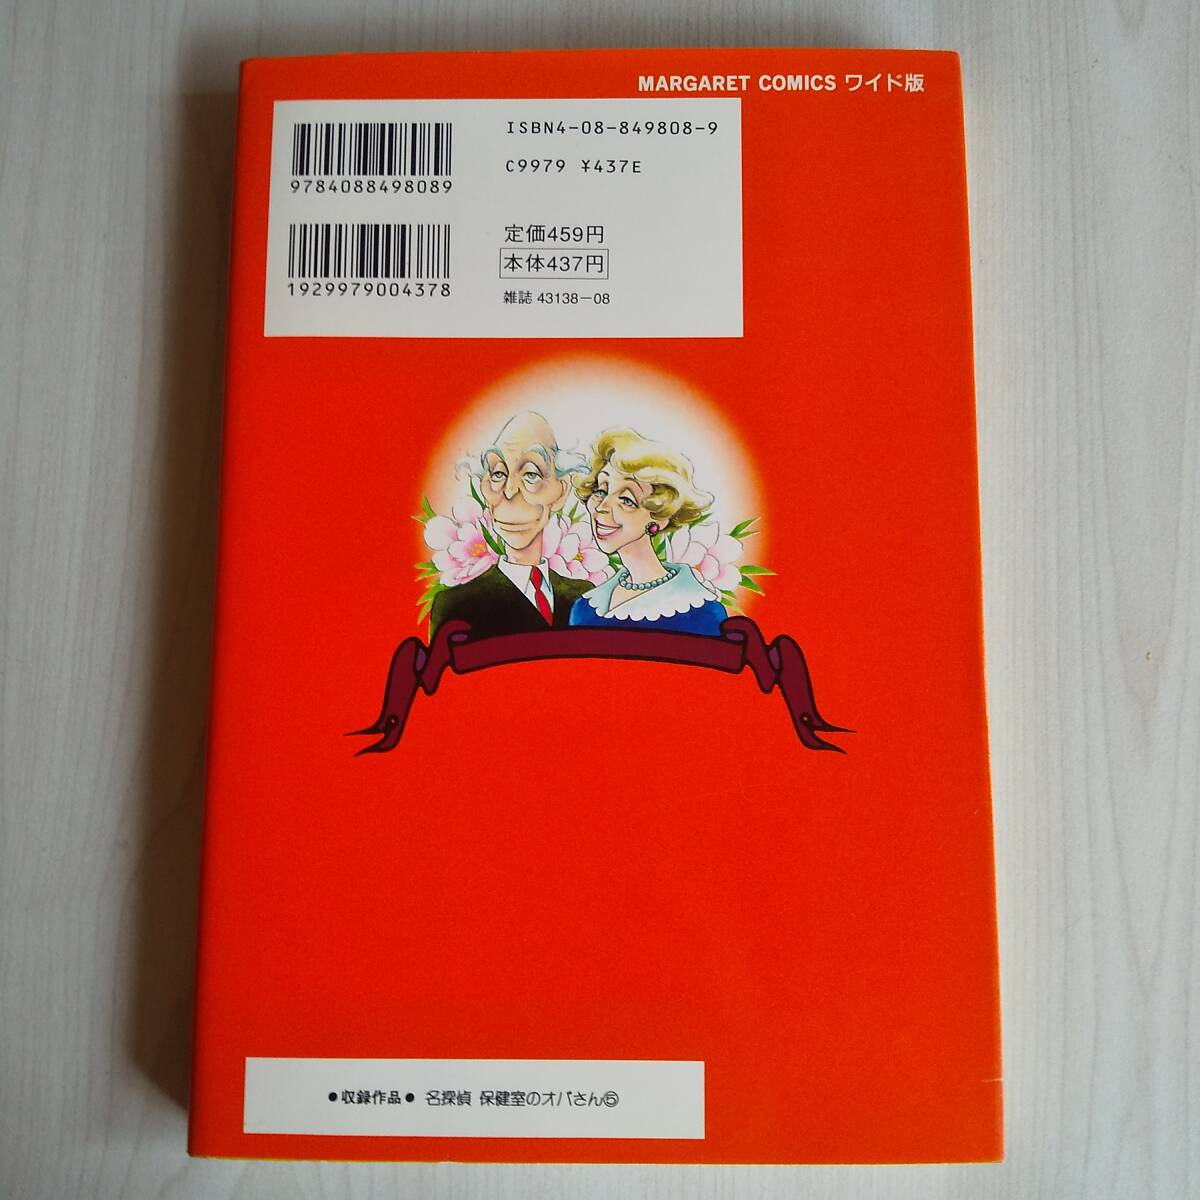 MARGARET COMICS ワイド版
ISBN4-08-849808-9
C9979 ¥437E
9784088498089
定価459円
本体437円
雑誌 43138-08
1929979004378
●収録作品● 名探偵 保健室のオバさん⑤